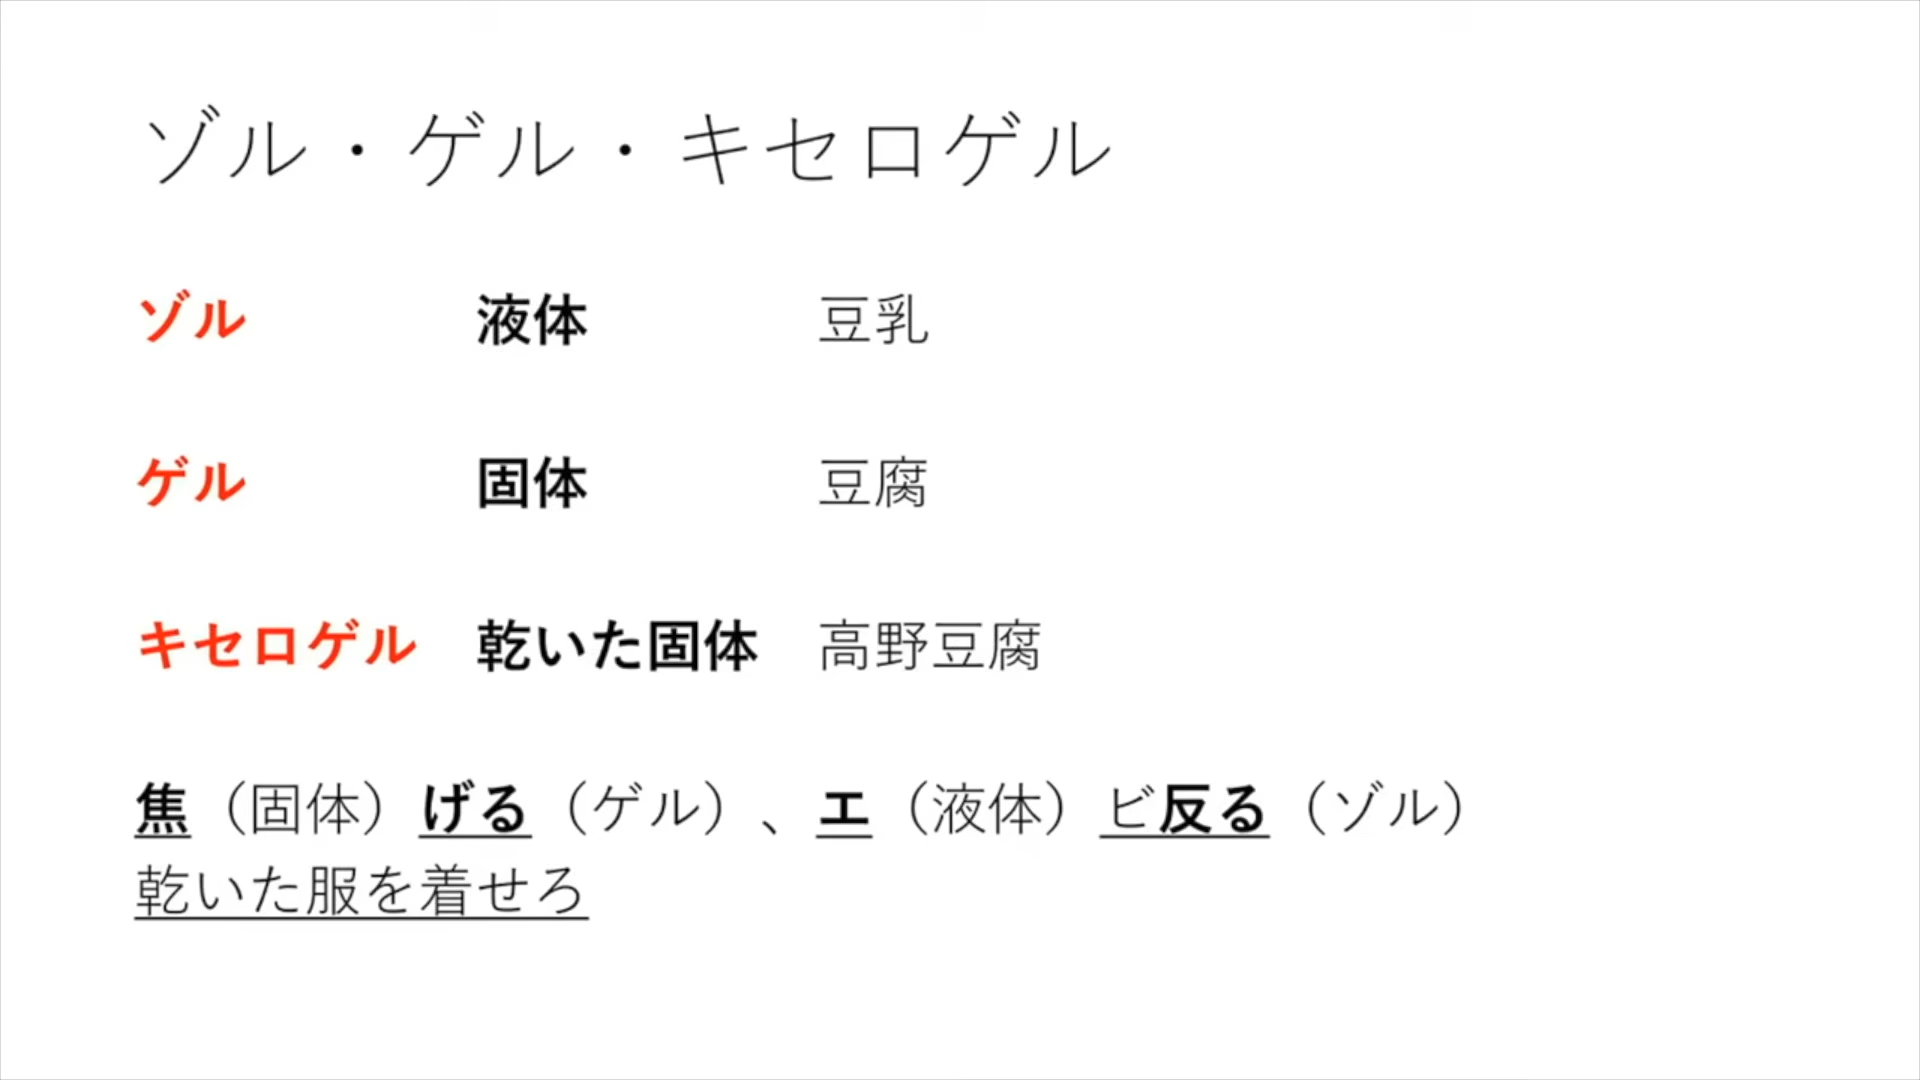 ゾル・ゲル・キセロゲル
ゾル 液体 豆乳
ゲル 固体 豆腐
キセロゲル 乾いた固体 高野豆腐
焦（固体）げる（ゲル）、エ（液体）ビ反る（ゾル）
乾いた服を着せろ